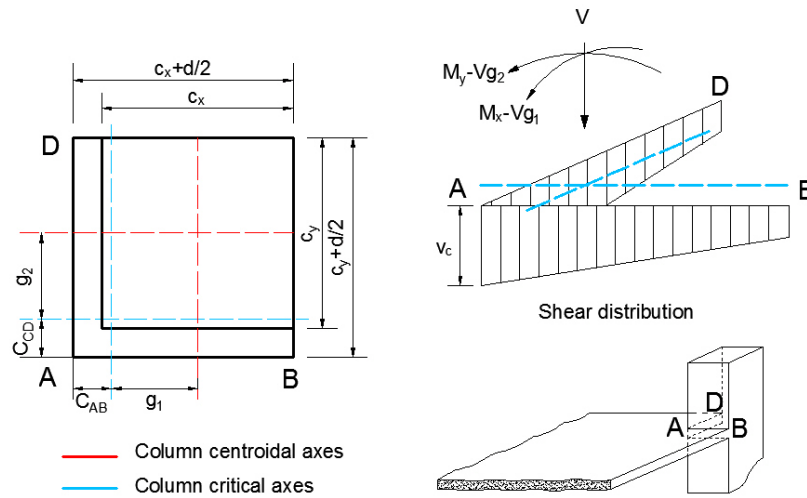 cx+d/2
cx
D
cy
cy+d/2
g2
CCD
A
B
CAB
g1
Column centroidal axes
Column critical axes
V
My-Vg2
Mx-Vg1
D
A
B
vc
Shear distribution
D
A
B